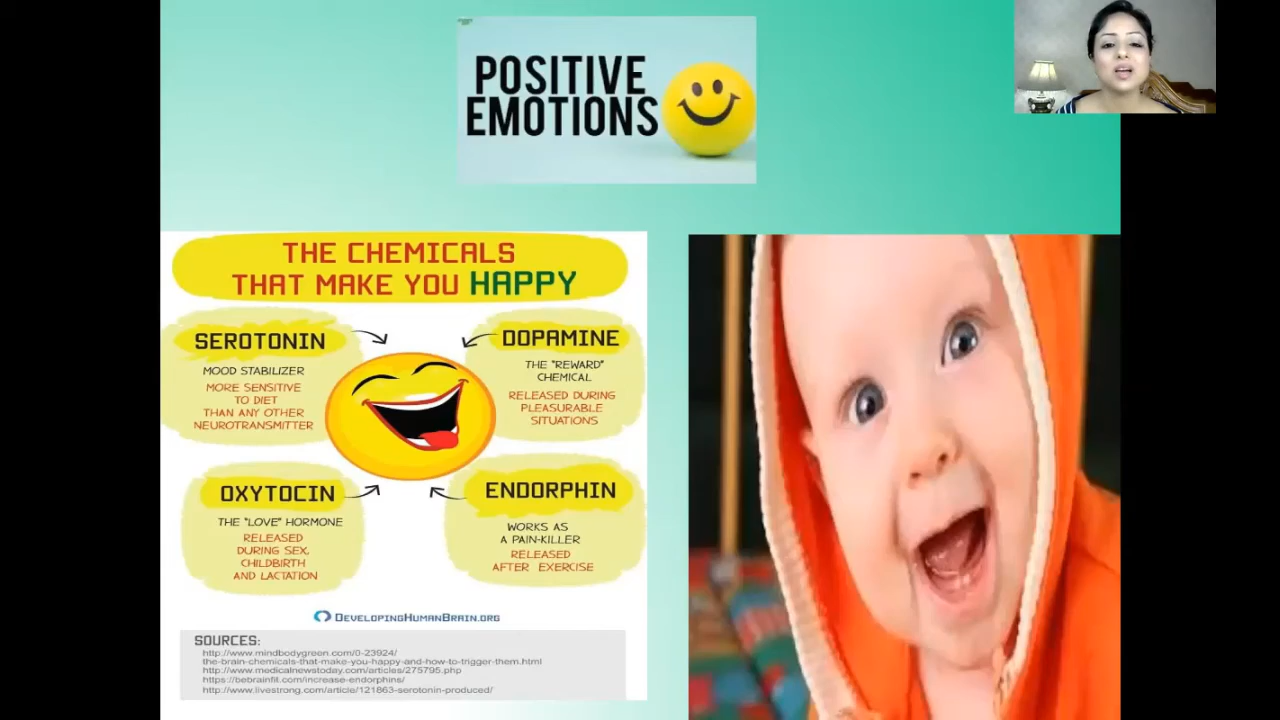 POSITIVE
EMOTIONS
THE CHEMICALS
THAT MAKE YOU HAPPY
SEROTONIN
MOOD STABILIZER
MORE SENSITIVE
TO DIET
THAN ANY OTHER
NEUROTRANSMITTER
DOPAMINE
THE "REWARD"
CHEMICAL
RELEASED DURING
PLEASURABLE
SITUATIONS
OXYTOCIN
THE "LOVE" HORMONE
RELEASED
DURING SEX,
CHILDBIRTH
AND LACTATION
ENDORPHIN
WORKS AS
A PAIN-KILLER
RELEASED
AFTER EXERCISE
DEVELOPINGHUMANBRAIN.ORG
SOURCES:
http://www.mindbodygreen.com/0-23924/
the-brain-chemicals-that-make-you-happy-and-how-to-trigger-them.html
http://www.medicalnewstoday.com/articles/275795.php
https://bebrainfit.com/increase-endorphins/
http://www.livestrong.com/article/121863-serotonin-produced/